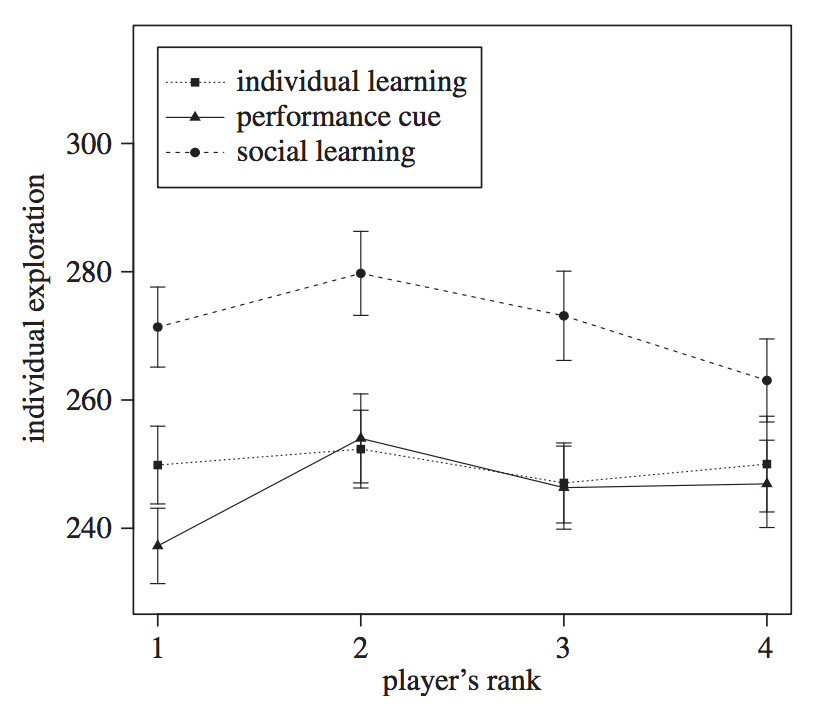 individual learning
performance cue
social learning
300
280
260
240
individual exploration
1 2 3 4
player’s rank